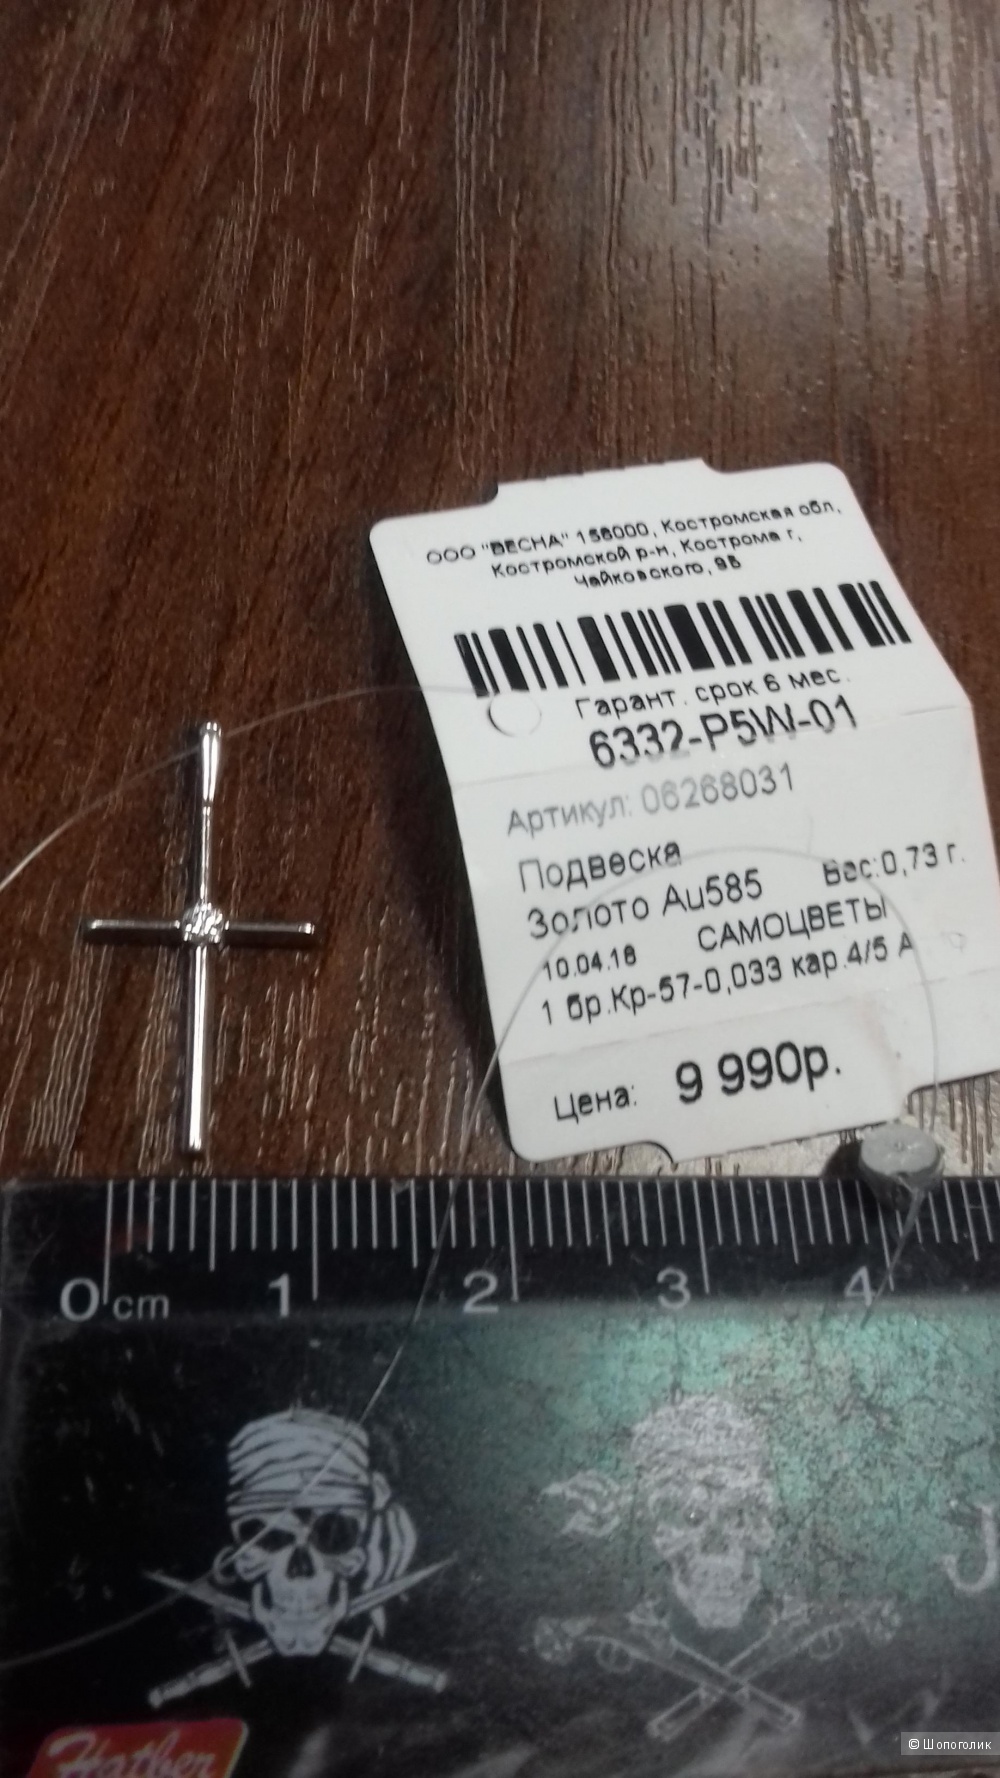 ООО "ВЕСНА" 156000, Костромская обл,
Костромской р-н, Кострома г,
Чайковского, 9Б
Гарант. срок 6 мес.
6332-P5W-01
Артикул: 06268031
Подвеска
Вес:0,73 г.
Золото Au585
10.04.18 САМОЦВЕТЫ
1 бр.Кр-57-0,033 кар.4/5 А
Цена: 9 990р.
0 cm 1 2 3 4
J
Hatber
© Шопоголик